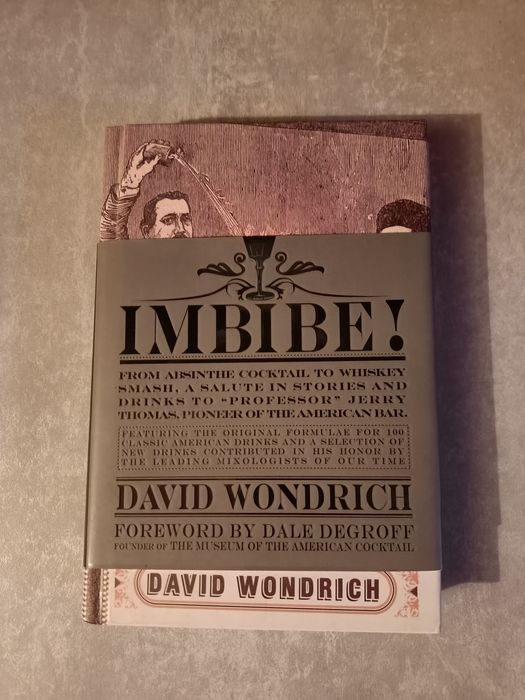 IMBIBE!
FROM ABSINTHE COCKTAIL TO WHISKEY
SMASH, A SALUTE IN STORIES AND
DRINKS TO "PROFESSOR" JERRY
THOMAS, PIONEER OF THE AMERICAN BAR.
FEATURING THE ORIGINAL FORMULAE FOR 100
CLASSIC AMERICAN DRINKS AND A SELECTION OF
NEW DRINKS CONTRIBUTED IN HIS HONOR BY
THE LEADING MIXOLOGISTS OF OUR TIME
DAVID WONDRICH
FOREWORD BY DALE DEGROFF
FOUNDER OF THE MUSEUM OF THE AMERICAN COCKTAIL
DAVID WONDRICH